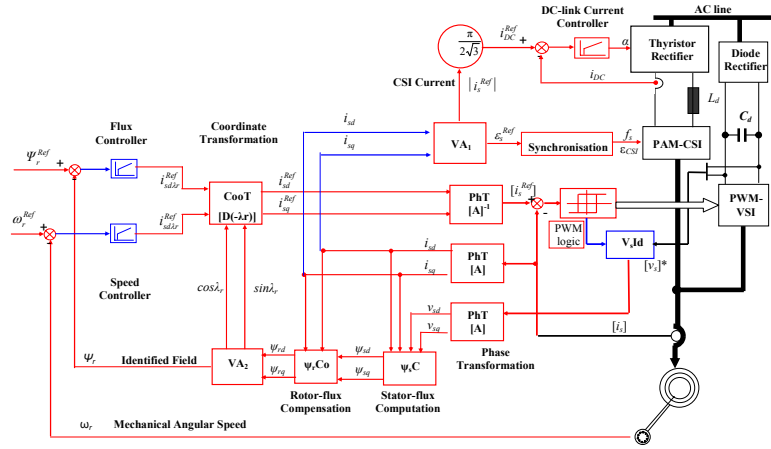 DC-link Current
Controller
AC line
π
2√3
i_DC^Ref
+
-
α
Thyristor
Rectifier
Diode
Rectifier
CSI Current
|i_s^Ref|
i_DC
L_d
C_d
i_sd
i_sq
VA₁
ε_s^Ref
Synchronisation
f_s
ε_CSI
PAM-CSI
Flux
Controller
Coordinate
Transformation
Ψ_r^Ref
+
-
i_sdλr^Ref
CooT
[D(-λr)]
i_sd^Ref
i_sq^Ref
PhT
[A]⁻¹
[i_s^Ref]
+
-
PWM
logic
PWM-
VSI
ω_r^Ref
+
-
i_sdλr^Ref
V_sId
[v_s]*
Speed
Controller
cosλ_r
sinλ_r
i_sd
i_sq
PhT
[A]
v_sd
v_sq
PhT
[A]
[i_s]
Phase
Transformation
Ψ_r
Identified Field
VA₂
ψ_rd
ψ_rq
ψ_rCo
ψ_sd
ψ_sq
ψ_sC
Rotor-flux
Compensation
Stator-flux
Computation
ω_r
Mechanical Angular Speed